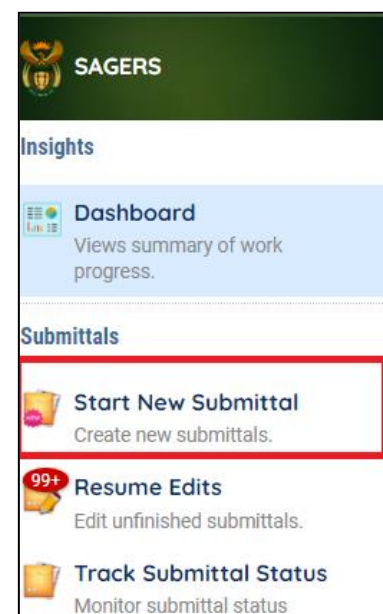 SAGERS
Insights
Dashboard
Views summary of work
progress.
Submittals
Start New Submittal
Create new submittals.
99+
Resume Edits
Edit unfinished submittals.
Track Submittal Status
Monitor submittal status